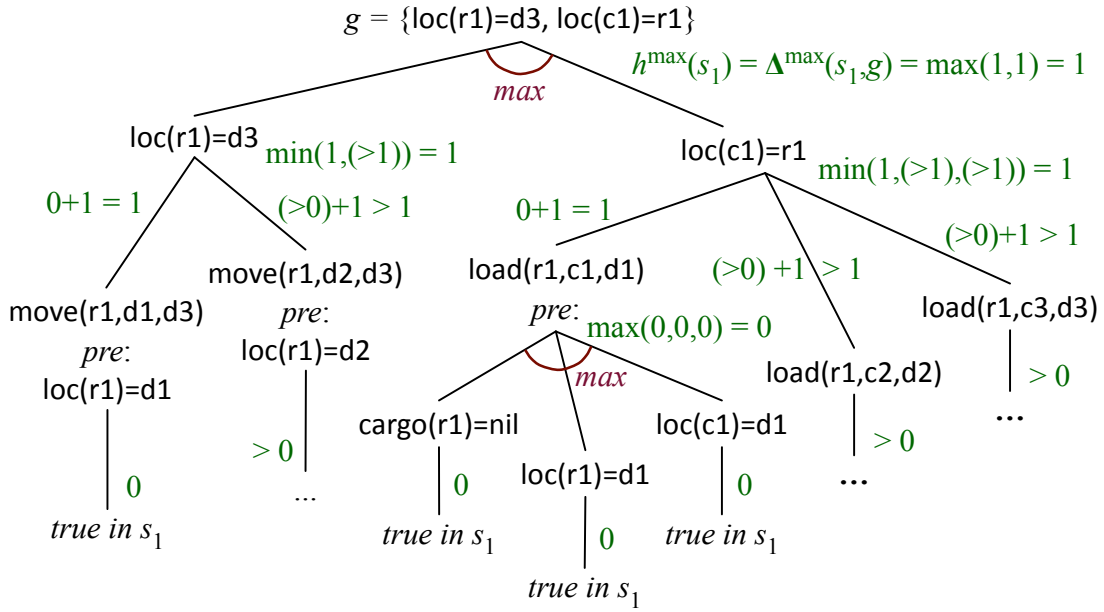 g = {loc(r1)=d3, loc(c1)=r1}
hᵐᵃˣ(s₁) = Δᵐᵃˣ(s₁,g) = max(1,1) = 1
max
loc(r1)=d3
min(1,(>1)) = 1
loc(c1)=r1
min(1,(>1),(>1)) = 1
0+1 = 1
(>0)+1 > 1
0+1 = 1
(>0) +1 > 1
(>0)+1 > 1
move(r1,d1,d3)
pre:
loc(r1)=d1
move(r1,d2,d3)
pre:
loc(r1)=d2
load(r1,c1,d1)
pre:
max(0,0,0) = 0
max
load(r1,c2,d2)
load(r1,c3,d3)
> 0
...
cargo(r1)=nil
loc(r1)=d1
loc(c1)=d1
> 0
...
> 0
...
0
true in s₁
0
true in s₁
0
true in s₁
0
true in s₁